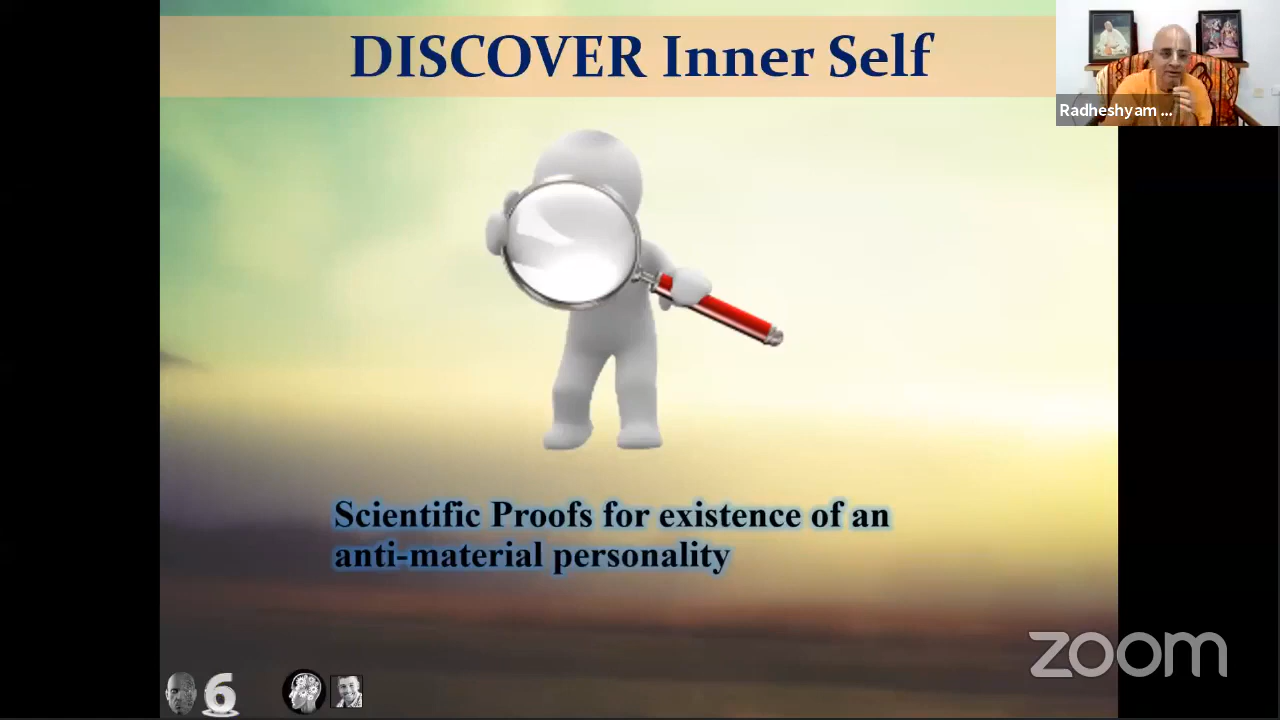 DISCOVER Inner Self
Radheshyam ...
Scientific Proofs for existence of an
anti-material personality
6
zoom